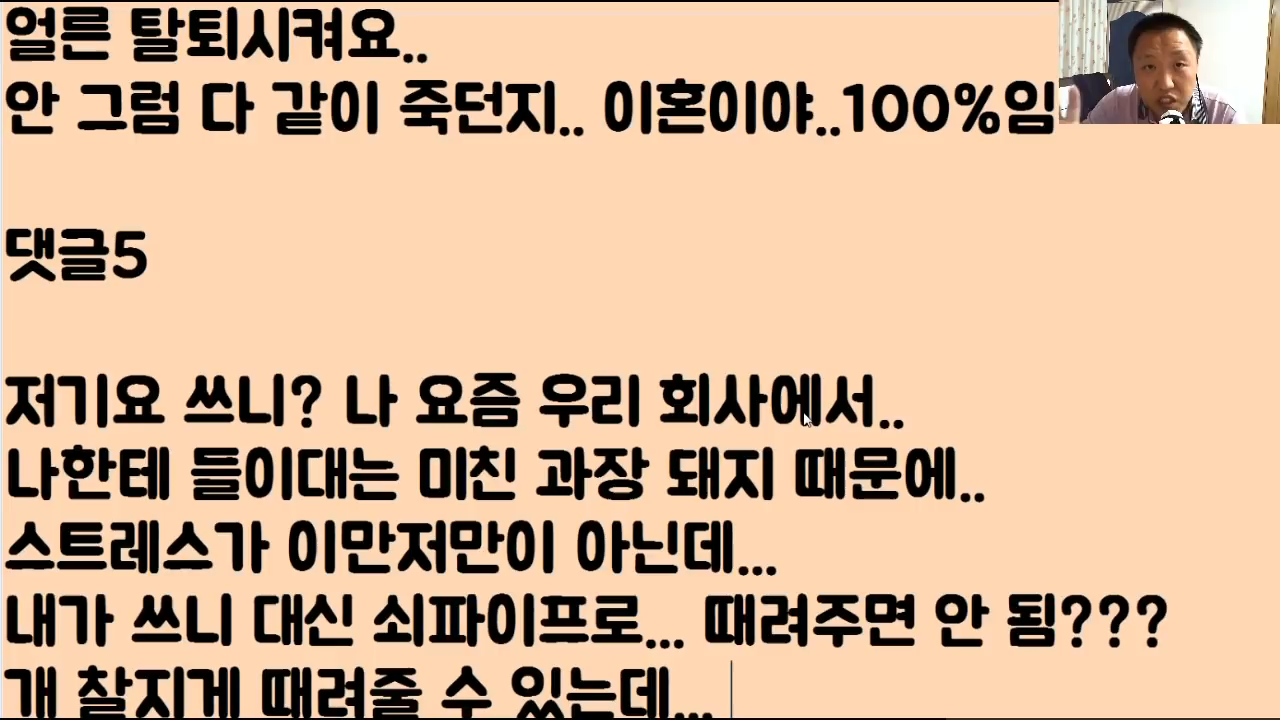 얼른 탈퇴시켜요..
안 그럼 다 같이 죽던지.. 이혼이야..100%임
댓글5
저기요 쓰니? 나 요즘 우리 회사에서..
나한테 들이대는 미친 과장 돼지 때문에..
스트레스가 이만저만이 아닌데...
내가 쓰니 대신 쇠파이프로... 때려주면 안 됨???
개 찰지게 때려줄 수 있는데...